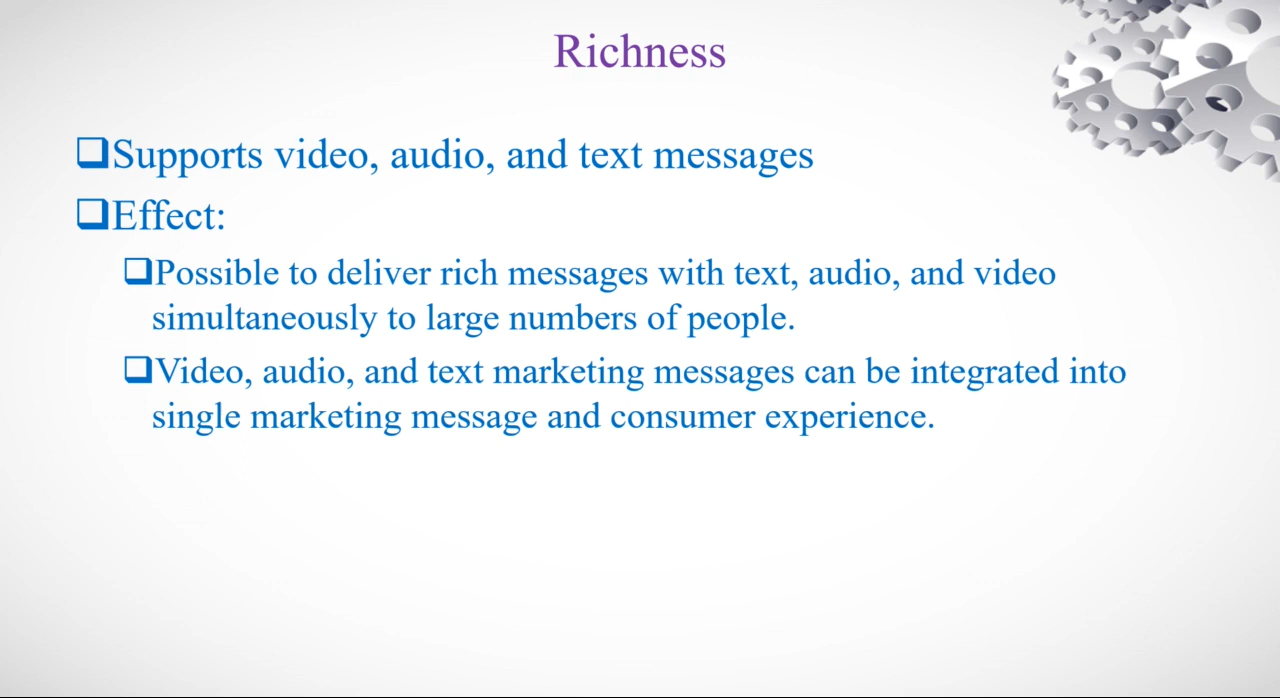 Richness
❑Supports video, audio, and text messages
❑Effect:
❑Possible to deliver rich messages with text, audio, and video
simultaneously to large numbers of people.
❑Video, audio, and text marketing messages can be integrated into
single marketing message and consumer experience.